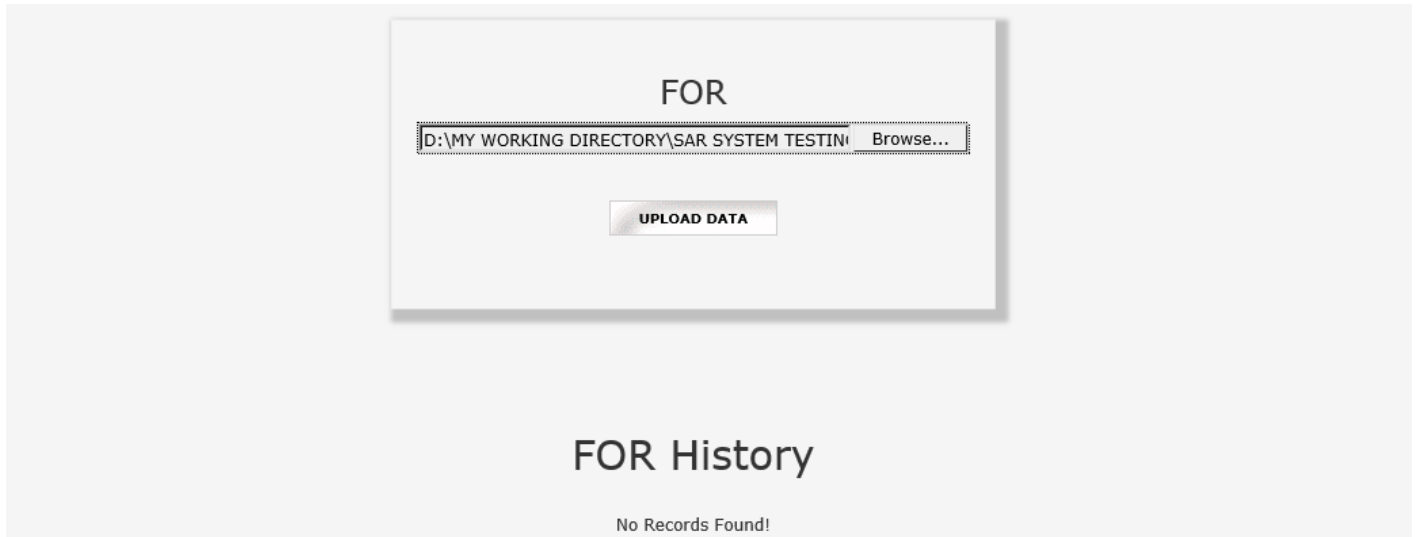 FOR
D:\MY WORKING DIRECTORY\SAR SYSTEM TESTIN Browse...
UPLOAD DATA
FOR History
No Records Found!